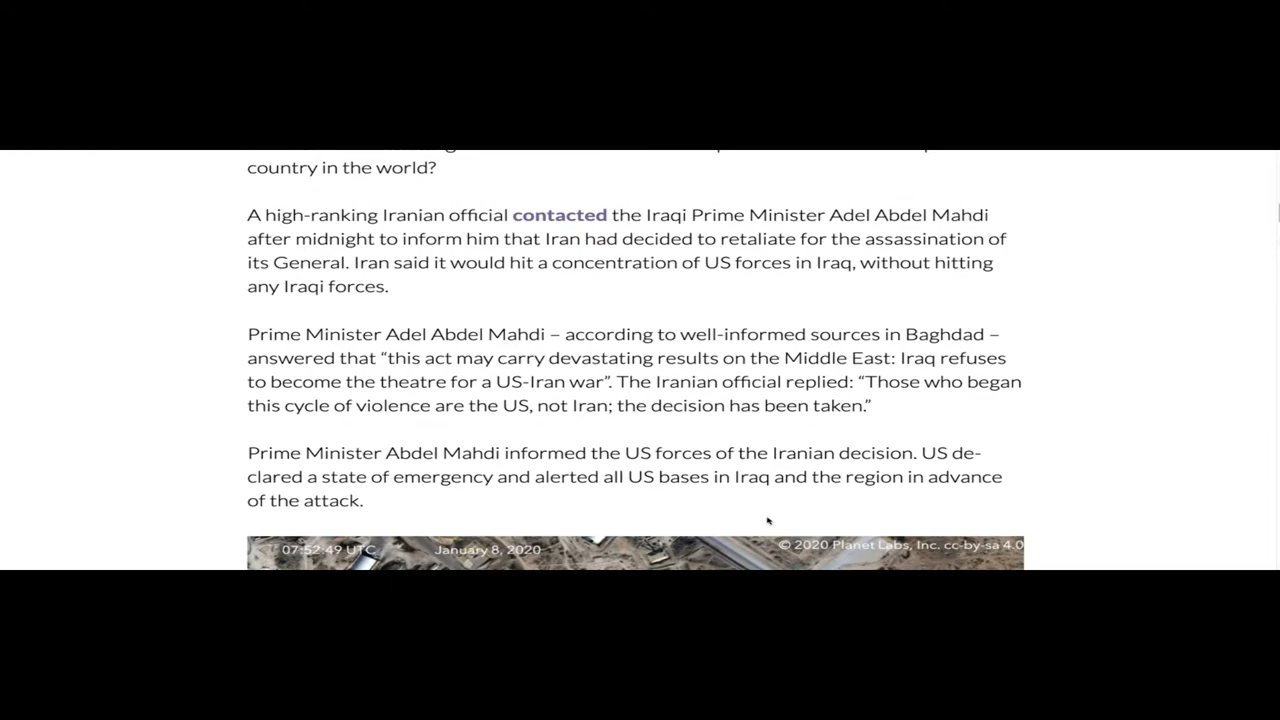 country in the world?
A high-ranking Iranian official contacted the Iraqi Prime Minister Adel Abdel Mahdi
after midnight to inform him that Iran had decided to retaliate for the assassination of
its General. Iran said it would hit a concentration of US forces in Iraq, without hitting
any Iraqi forces.
Prime Minister Adel Abdel Mahdi – according to well-informed sources in Baghdad –
answered that “this act may carry devastating results on the Middle East: Iraq refuses
to become the theatre for a US-Iran war”. The Iranian official replied: “Those who began
this cycle of violence are the US, not Iran; the decision has been taken.”
Prime Minister Abdel Mahdi informed the US forces of the Iranian decision. US de-
clared a state of emergency and alerted all US bases in Iraq and the region in advance
of the attack.
07:52:49 UTC January 8, 2020 © 2020 Planet Labs, Inc. cc-by-sa 4.0